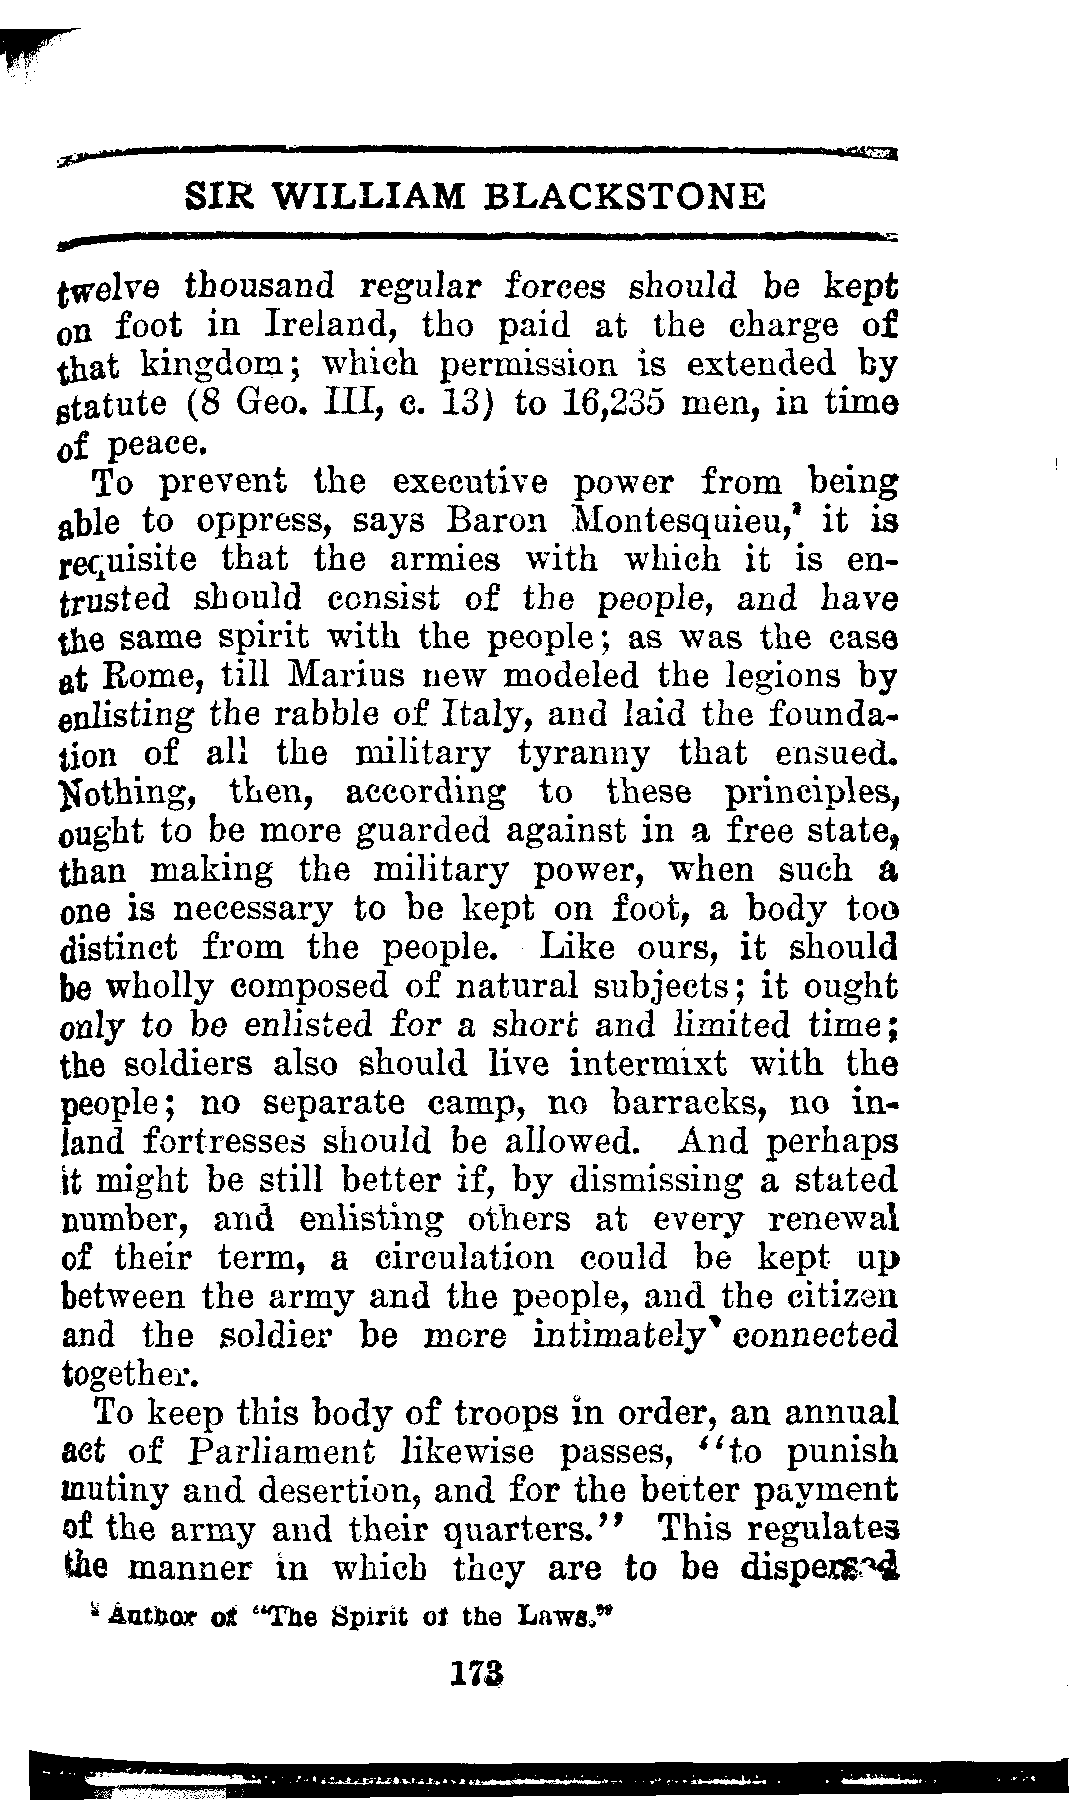 SIR WILLIAM BLACKSTONE
twelve thousand regular forces should be kept
on foot in Ireland, tho paid at the charge of
that kingdom; which permission is extended by
statute (8 Geo. III, c. 13) to 16,235 men, in time
of peace.
To prevent the executive power from being
able to oppress, says Baron Montesquieu,² it is
requisite that the armies with which it is en-
trusted should consist of the people, and have
the same spirit with the people; as was the case
at Rome, till Marius new modeled the legions by
enlisting the rabble of Italy, and laid the founda-
tion of all the military tyranny that ensued.
Nothing, then, according to these principles,
ought to be more guarded against in a free state,
than making the military power, when such a
one is necessary to be kept on foot, a body too
distinct from the people. Like ours, it should
be wholly composed of natural subjects; it ought
only to be enlisted for a short and limited time;
the soldiers also should live intermixt with the
people; no separate camp, no barracks, no in-
land fortresses should be allowed. And perhaps
it might be still better if, by dismissing a stated
number, and enlisting others at every renewal
of their term, a circulation could be kept up
between the army and the people, and the citizen
and the soldier be more intimately connected
together.
To keep this body of troops in order, an annual
act of Parliament likewise passes, "to punish
mutiny and desertion, and for the better payment
of the army and their quarters." This regulates
the manner in which they are to be dispersed
² Author of "The Spirit of the Laws."
173